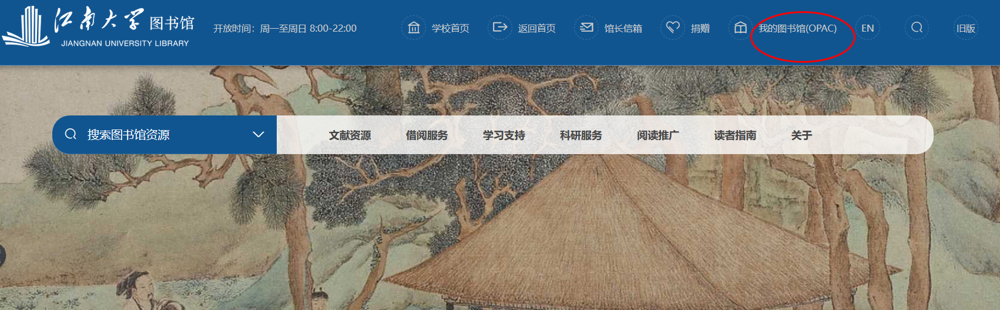 江南大学 图书馆
JIANGNAN UNIVERSITY LIBRARY
开放时间：周一至周日 8:00-22:00
学校首页
返回首页
馆长信箱
捐赠
我的图书馆(OPAC)
EN
旧版
搜索图书馆资源
文献资源
借阅服务
学习支持
科研服务
阅读推广
读者指南
关于